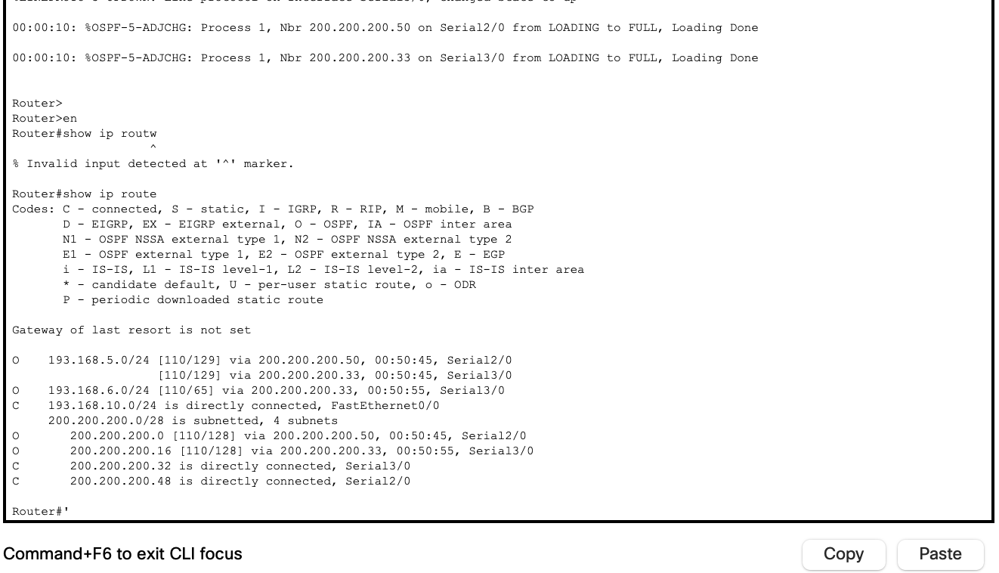 00:00:10: %OSPF-5-ADJCHG: Process 1, Nbr 200.200.200.50 on Serial2/0 from LOADING to FULL, Loading Done
00:00:10: %OSPF-5-ADJCHG: Process 1, Nbr 200.200.200.33 on Serial3/0 from LOADING to FULL, Loading Done
Router>
Router>en
Router#show ip routw
^
% Invalid input detected at '^' marker.
Router#show ip route
Codes: C - connected, S - static, I - IGRP, R - RIP, M - mobile, B - BGP
D - EIGRP, EX - EIGRP external, O - OSPF, IA - OSPF inter area
N1 - OSPF NSSA external type 1, N2 - OSPF NSSA external type 2
E1 - OSPF external type 1, E2 - OSPF external type 2, E - EGP
i - IS-IS, L1 - IS-IS level-1, L2 - IS-IS level-2, ia - IS-IS inter area
* - candidate default, U - per-user static route, o - ODR
P - periodic downloaded static route
Gateway of last resort is not set
O    193.168.5.0/24 [110/129] via 200.200.200.50, 00:50:45, Serial2/0
[110/129] via 200.200.200.33, 00:50:45, Serial3/0
O    193.168.6.0/24 [110/65] via 200.200.200.33, 00:50:55, Serial3/0
C    193.168.10.0/24 is directly connected, FastEthernet0/0
200.200.200.0/28 is subnetted, 4 subnets
O       200.200.200.0 [110/128] via 200.200.200.50, 00:50:45, Serial2/0
O       200.200.200.16 [110/128] via 200.200.200.33, 00:50:55, Serial3/0
C       200.200.200.32 is directly connected, Serial3/0
C       200.200.200.48 is directly connected, Serial2/0
Router#'
Command+F6 to exit CLI focus
Copy
Paste